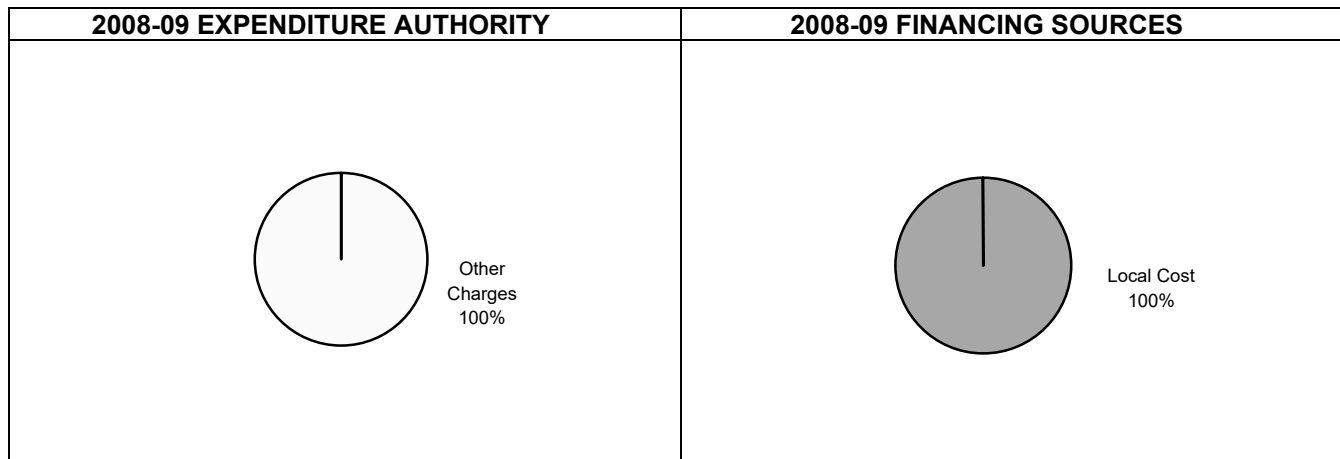 2008-09 EXPENDITURE AUTHORITY
2008-09 FINANCING SOURCES
Other
Charges
100%
Local Cost
100%